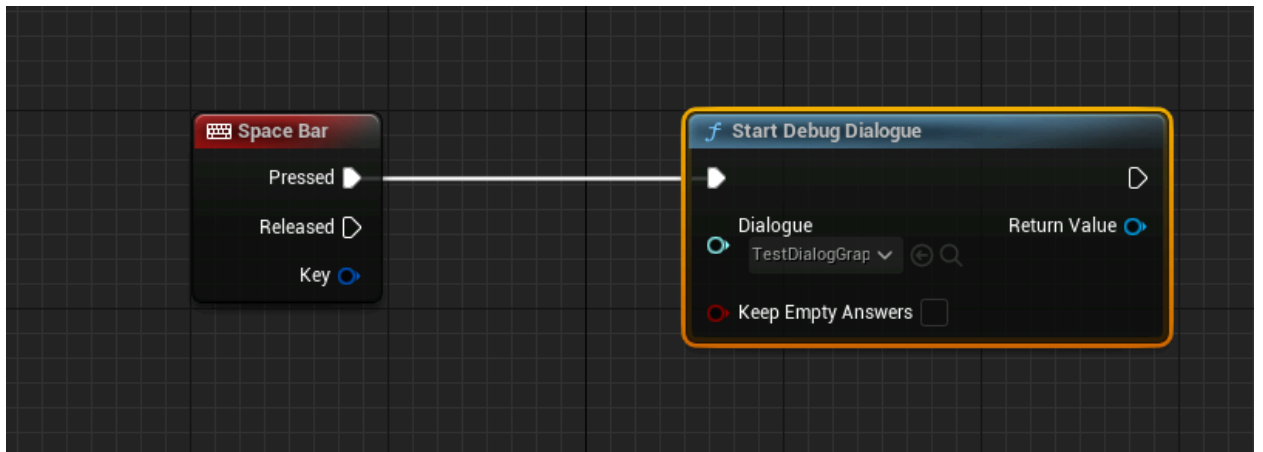 Space Bar
Pressed
Released
Key
Start Debug Dialogue
Dialogue
TestDialogGrap
Return Value
Keep Empty Answers